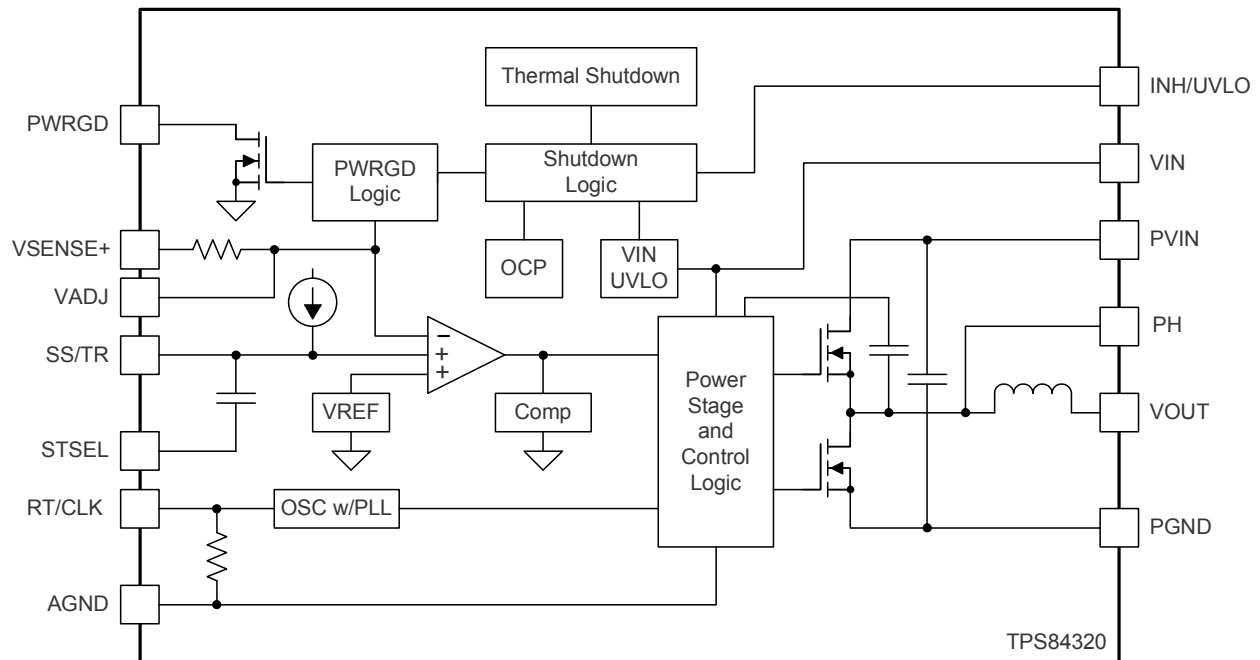 Thermal Shutdown
INH/UVLO
PWRGD
Shutdown
Logic
VIN
PWRGD
Logic
VSENSE+
OCP
VIN
UVLO
PVIN
VADJ
PH
SS/TR
Power
Stage
and
Control
Logic
VREF
Comp
VOUT
STSEL
RT/CLK
OSC w/PLL
PGND
AGND
TPS84320
−
+
+